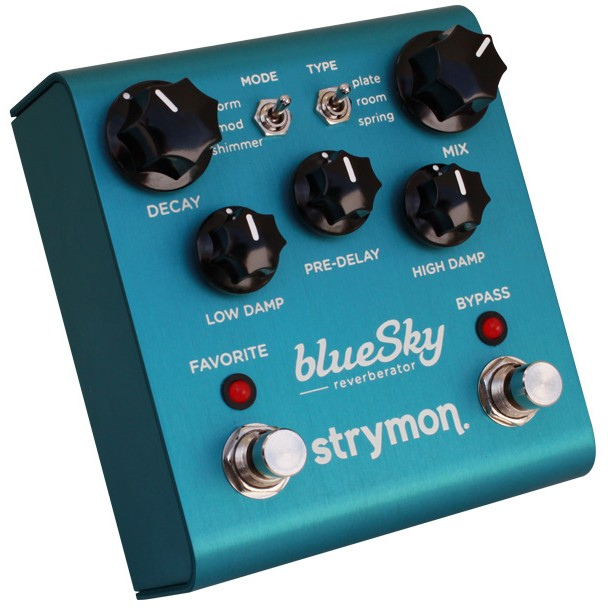 MODE
TYPE
orm
mod
shimmer
plate
room
spring
DECAY
MIX
LOW DAMP
PRE-DELAY
HIGH DAMP
FAVORITE
BYPASS
blueSky
reverberator
strymon.